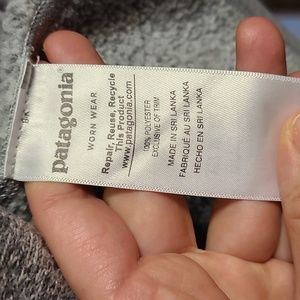 patagonia®
WORN WEAR
Repair, Reuse, Recycle
This Product
www.patagonia.com
100% POLYESTER
EXCLUSIVE OF TRIM
MADE IN SRI LANKA
FABRIQUÉ AU SRI LANKA
HECHO EN SRI LANKA